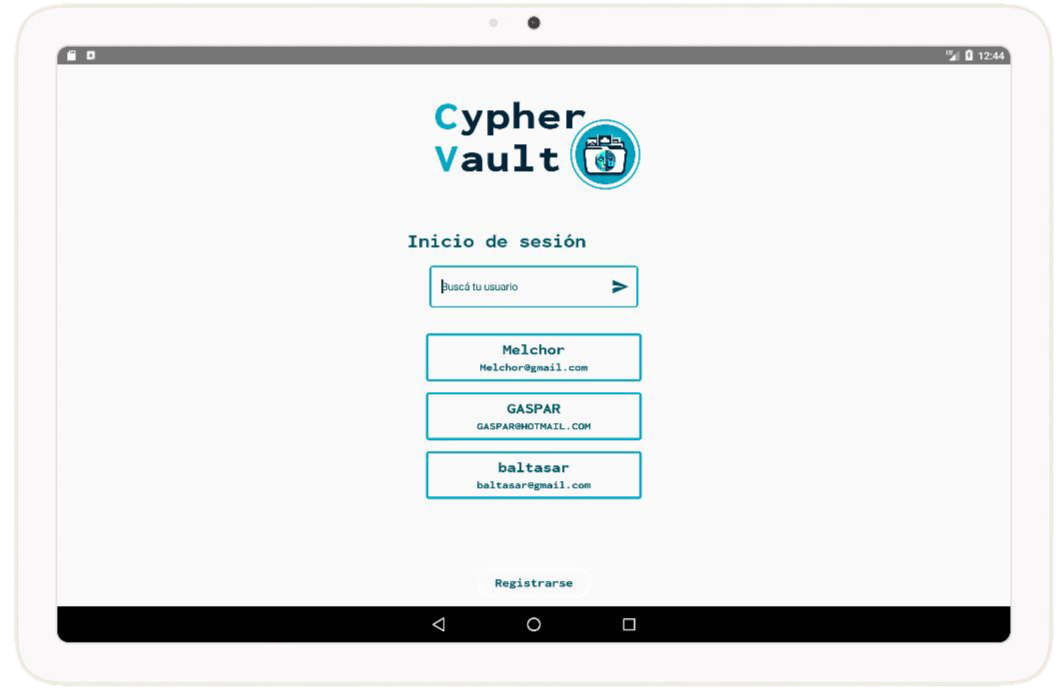 12:44
Cypher
Vault
Inicio de sesión
Buscá tu usuario
Melchor
Melchor@gmail.com
GASPAR
GASPAR@HOTMAIL.COM
baltasar
baltasar@gmail.com
Registrarse